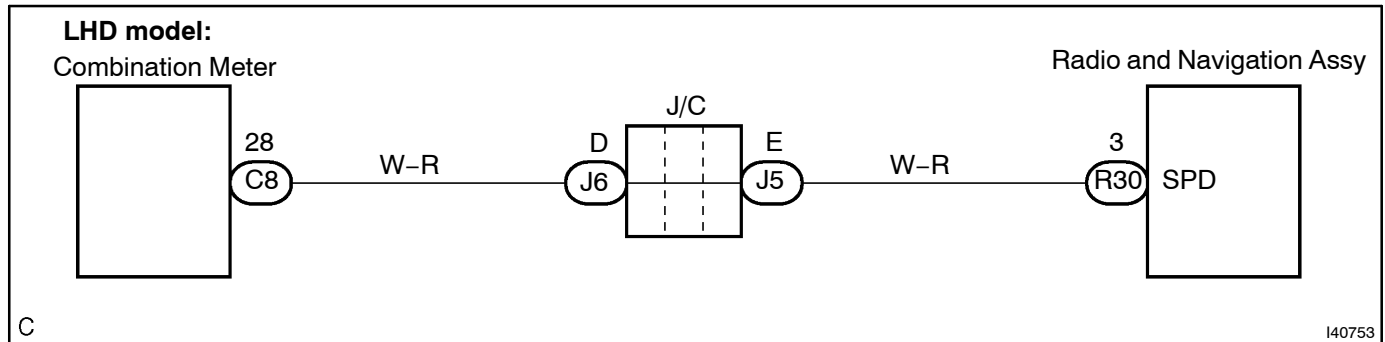 LHD model:
Combination Meter
Radio and Navigation Assy
J/C
28
D
E
3
W–R
W–R
C8
J6
J5
R30
SPD
C
I40753